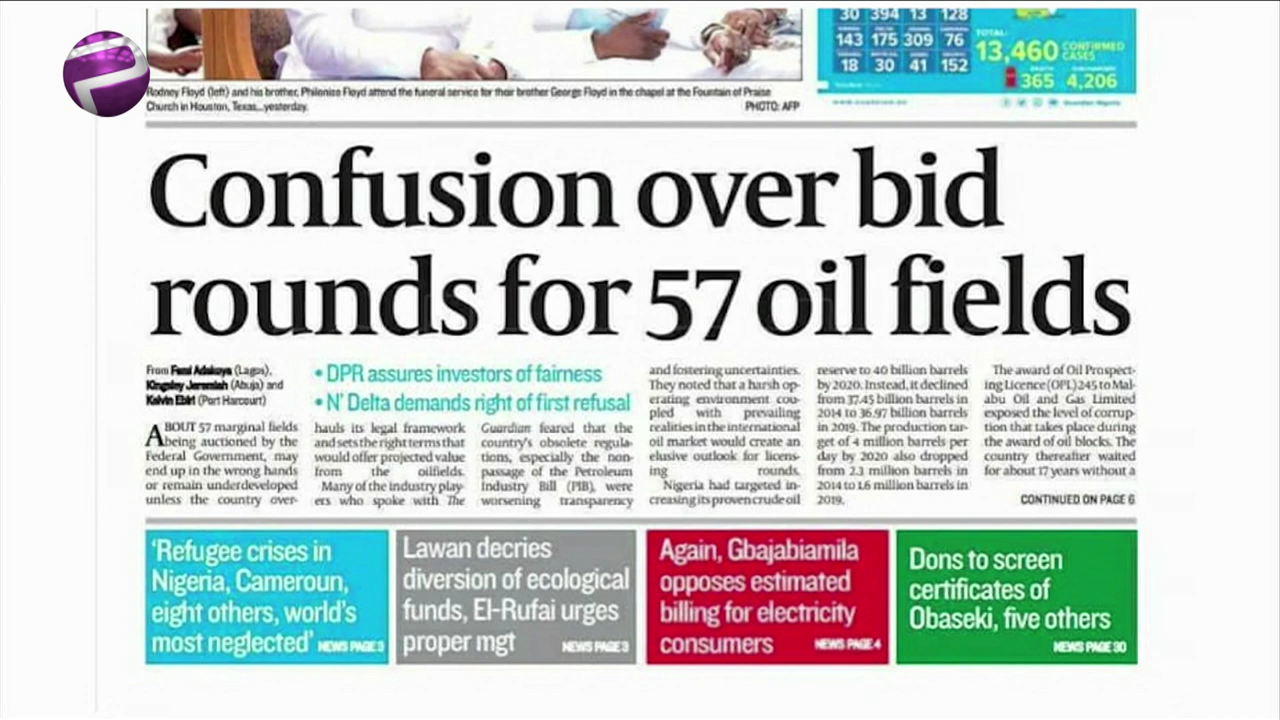 30 394 13 128
143 175 309 76
18 30 41 152
TOTAL:
13,460 CONFIRMED CASES
365 4,206
Rodney Floyd (left) and his brother, Philonise Floyd attend the funeral service for their brother George Floyd in the chapel at the Fountain of Praise
Church in Houston, Texas...yesterday.
PHOTO: AFP
Guardian Nigeria
Confusion over bid
rounds for 57 oil fields
From Femi Adekoya (Lagos),
Kingsley Jeremiah (Abuja) and
Kelvin Ebiri (Port Harcourt)
• DPR assures investors of fairness
• N' Delta demands right of first refusal
ABOUT 57 marginal fields
being auctioned by the
Federal Government, may
end up in the wrong hands
or remain underdeveloped
unless the country over-
hauls its legal framework
and sets the right terms that
would offer projected value
from the oilfields.
Many of the industry play-
ers who spoke with The
Guardian feared that the
country's obsolete regula-
tions, especially the non-
passage of the Petroleum
Industry Bill (PIB), were
worsening transparency
and fostering uncertainties.
They noted that a harsh op-
erating environment cou-
pled with prevailing
realities in the international
oil market would create an
elusive outlook for licens-
ing rounds.
Nigeria had targeted in-
creasing its proven crude oil
reserve to 40 billion barrels
by 2020. Instead, it declined
from 37.45 billion barrels in
2014 to 36.97 billion barrels
in 2019. The production tar-
get of 4 million barrels per
day by 2020 also dropped
from 2.3 million barrels in
2014 to 1.6 million barrels in
2019.
The award of Oil Prospect-
ing Licence (OPL) 245 to Mal-
abu Oil and Gas Limited
exposed the level of corrup-
tion that takes place during
the award of oil blocks. The
country thereafter waited
for about 17 years without a
CONTINUED ON PAGE 6
'Refugee crises in
Nigeria, Cameroun,
eight others, world's
most neglected' NEWS PAGE 3
Lawan decries
diversion of ecological
funds, El-Rufai urges
proper mgt NEWS PAGE 3
Again, Gbajabiamila
opposes estimated
billing for electricity
consumers NEWS PAGE 4
Dons to screen
certificates of
Obaseki, five others
NEWS PAGE 30